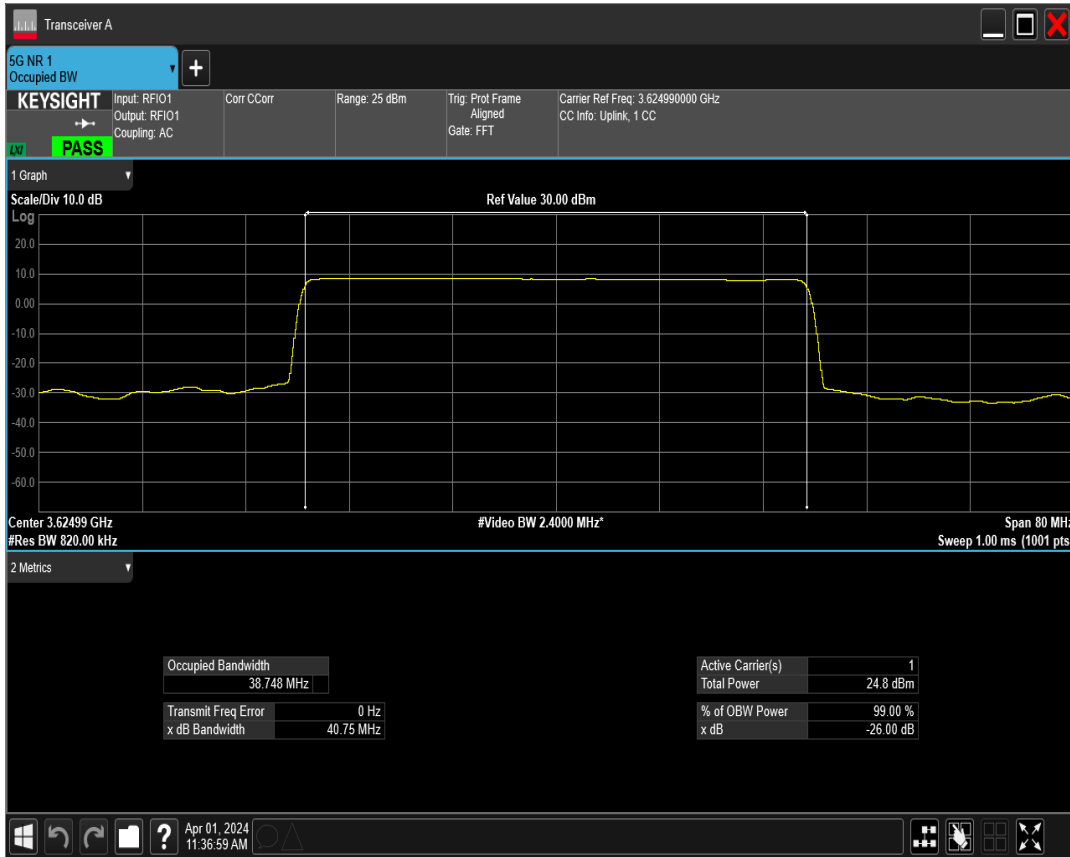 Transceiver A
5G NR 1
Occupied BW
+
KEYSIGHT
LXI
PASS
Input: RFIO1
Output: RFIO1
Coupling: AC
Corr CCorr
Range: 25 dBm
Trig: Prot Frame
Aligned
Gate: FFT
Carrier Ref Freq: 3.624990000 GHz
CC Info: Uplink, 1 CC
1 Graph
Scale/Div 10.0 dB
Ref Value 30.00 dBm
Log
20.0
10.0
0.00
-10.0
-20.0
-30.0
-40.0
-50.0
-60.0
Center 3.62499 GHz
#Video BW 2.4000 MHz*
Span 80 MHz
#Res BW 820.00 kHz
Sweep 1.00 ms (1001 pts
2 Metrics
Occupied Bandwidth
38.748 MHz
Transmit Freq Error 0 Hz
x dB Bandwidth 40.75 MHz
Active Carrier(s) 1
Total Power 24.8 dBm
% of OBW Power 99.00 %
x dB -26.00 dB
?
Apr 01, 2024
11:36:59 AM